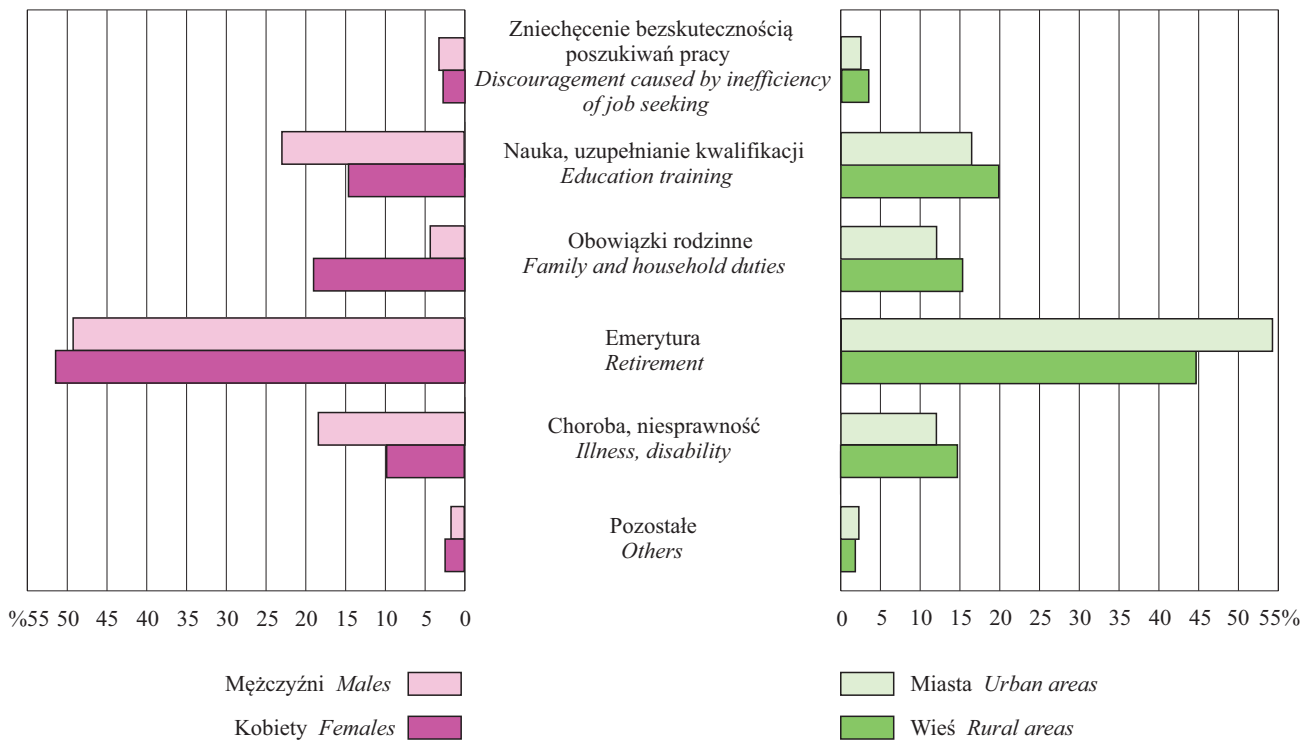 Zniechęcenie bezskutecznością
poszukiwań pracy
Discouragement caused by inefficiency
of job seeking
Nauka, uzupełnianie kwalifikacji
Education training
Obowiązki rodzinne
Family and household duties
Emerytura
Retirement
Choroba, niesprawność
Illness, disability
Pozostałe
Others
%55 50 45 40 35 30 25 20 15 10 5 0
0 5 10 15 20 25 30 35 40 45 50 55%
Mężczyźni Males
Kobiety Females
Miasta Urban areas
Wieś Rural areas